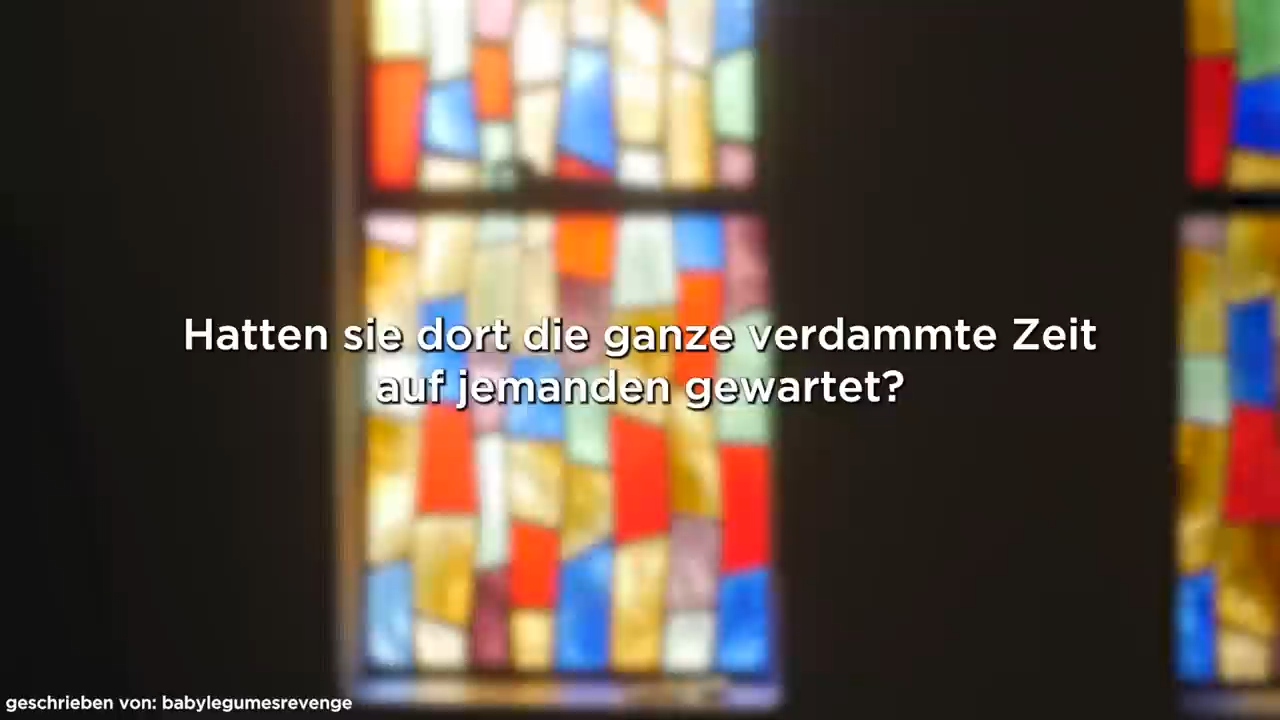 Hatten sie dort die ganze verdammte Zeit
auf jemanden gewartet?
geschrieben von: babylegumesrevenge